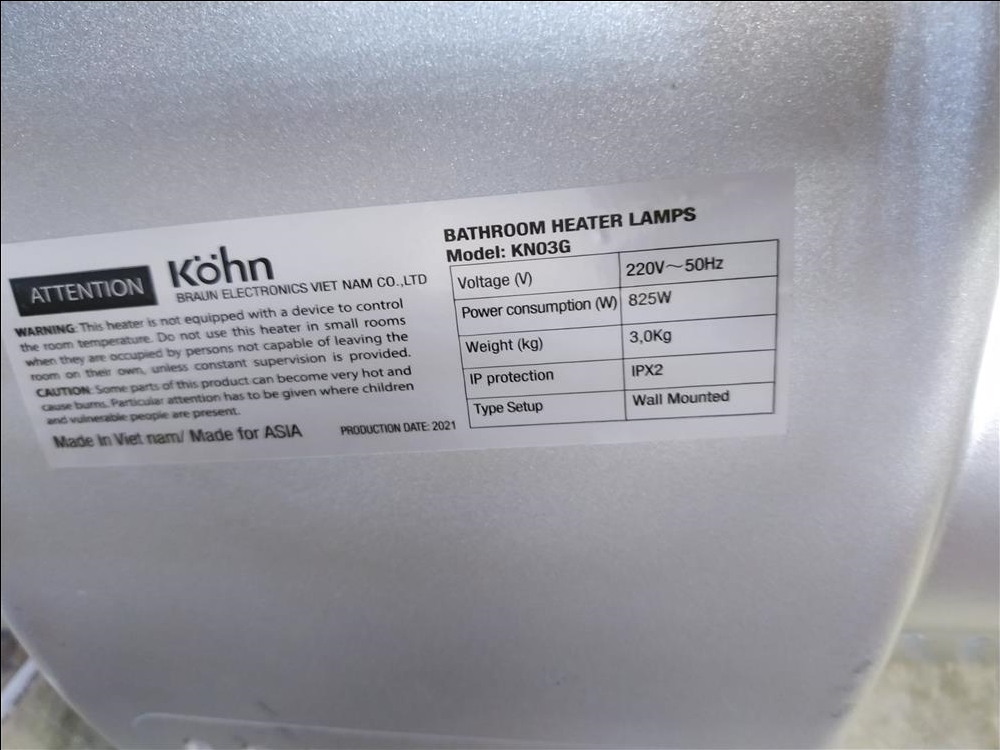 ATTENTION
Köhn
BRAUN ELECTRONICS VIET NAM CO.,LTD
WARNING: This heater is not equipped with a device to control
the room temperature. Do not use this heater in small rooms
when they are occupied by persons not capable of leaving the
room on their own, unless constant supervision is provided.
CAUTION: Some parts of this product can become very hot and
cause burns. Particular attention has to be given where children
and vulnerable people are present.
Made In Viet nam/ Made for ASIA
PRODUCTION DATE: 2021
BATHROOM HEATER LAMPS
Model: KN03G
Voltage (V) 220V~50Hz
Power consumption (W) 825W
Weight (kg) 3,0Kg
IP protection IPX2
Type Setup Wall Mounted